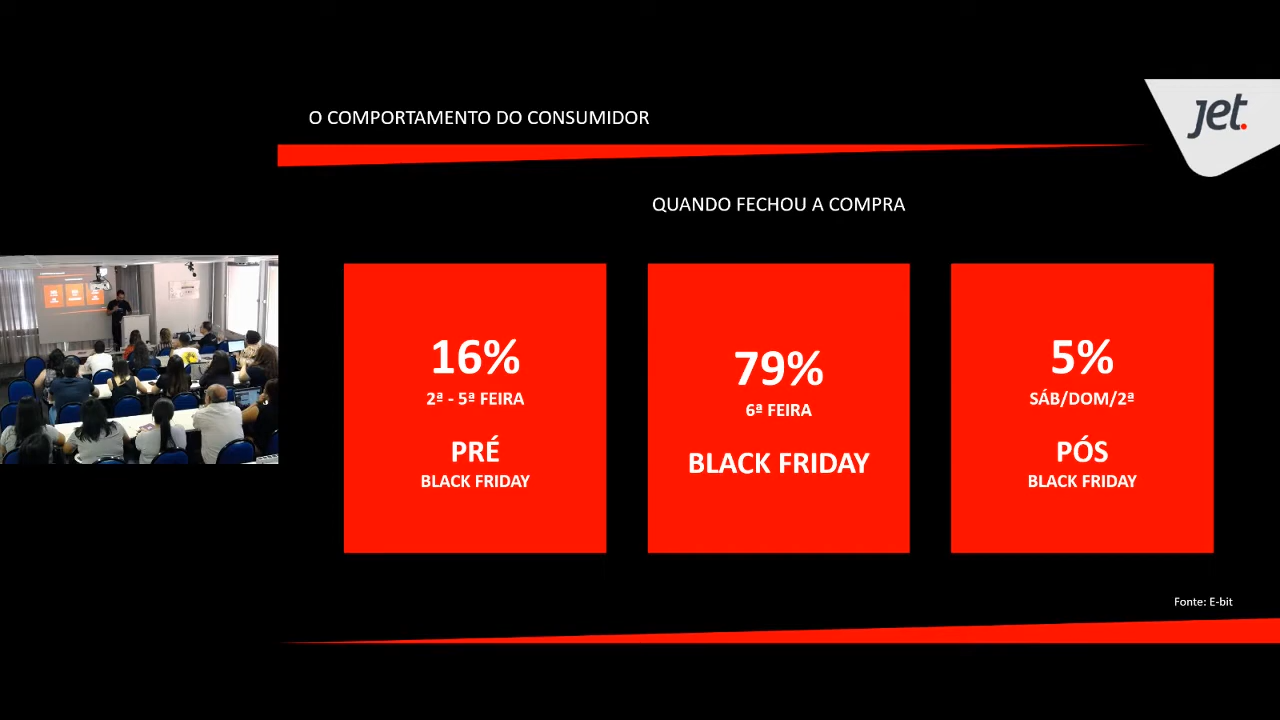 O COMPORTAMENTO DO CONSUMIDOR
jet.
QUANDO FECHOU A COMPRA
16%
2ª - 5ª FEIRA
PRÉ
BLACK FRIDAY
79%
6ª FEIRA
BLACK FRIDAY
5%
SÁB/DOM/2ª
PÓS
BLACK FRIDAY
Fonte: E-bit